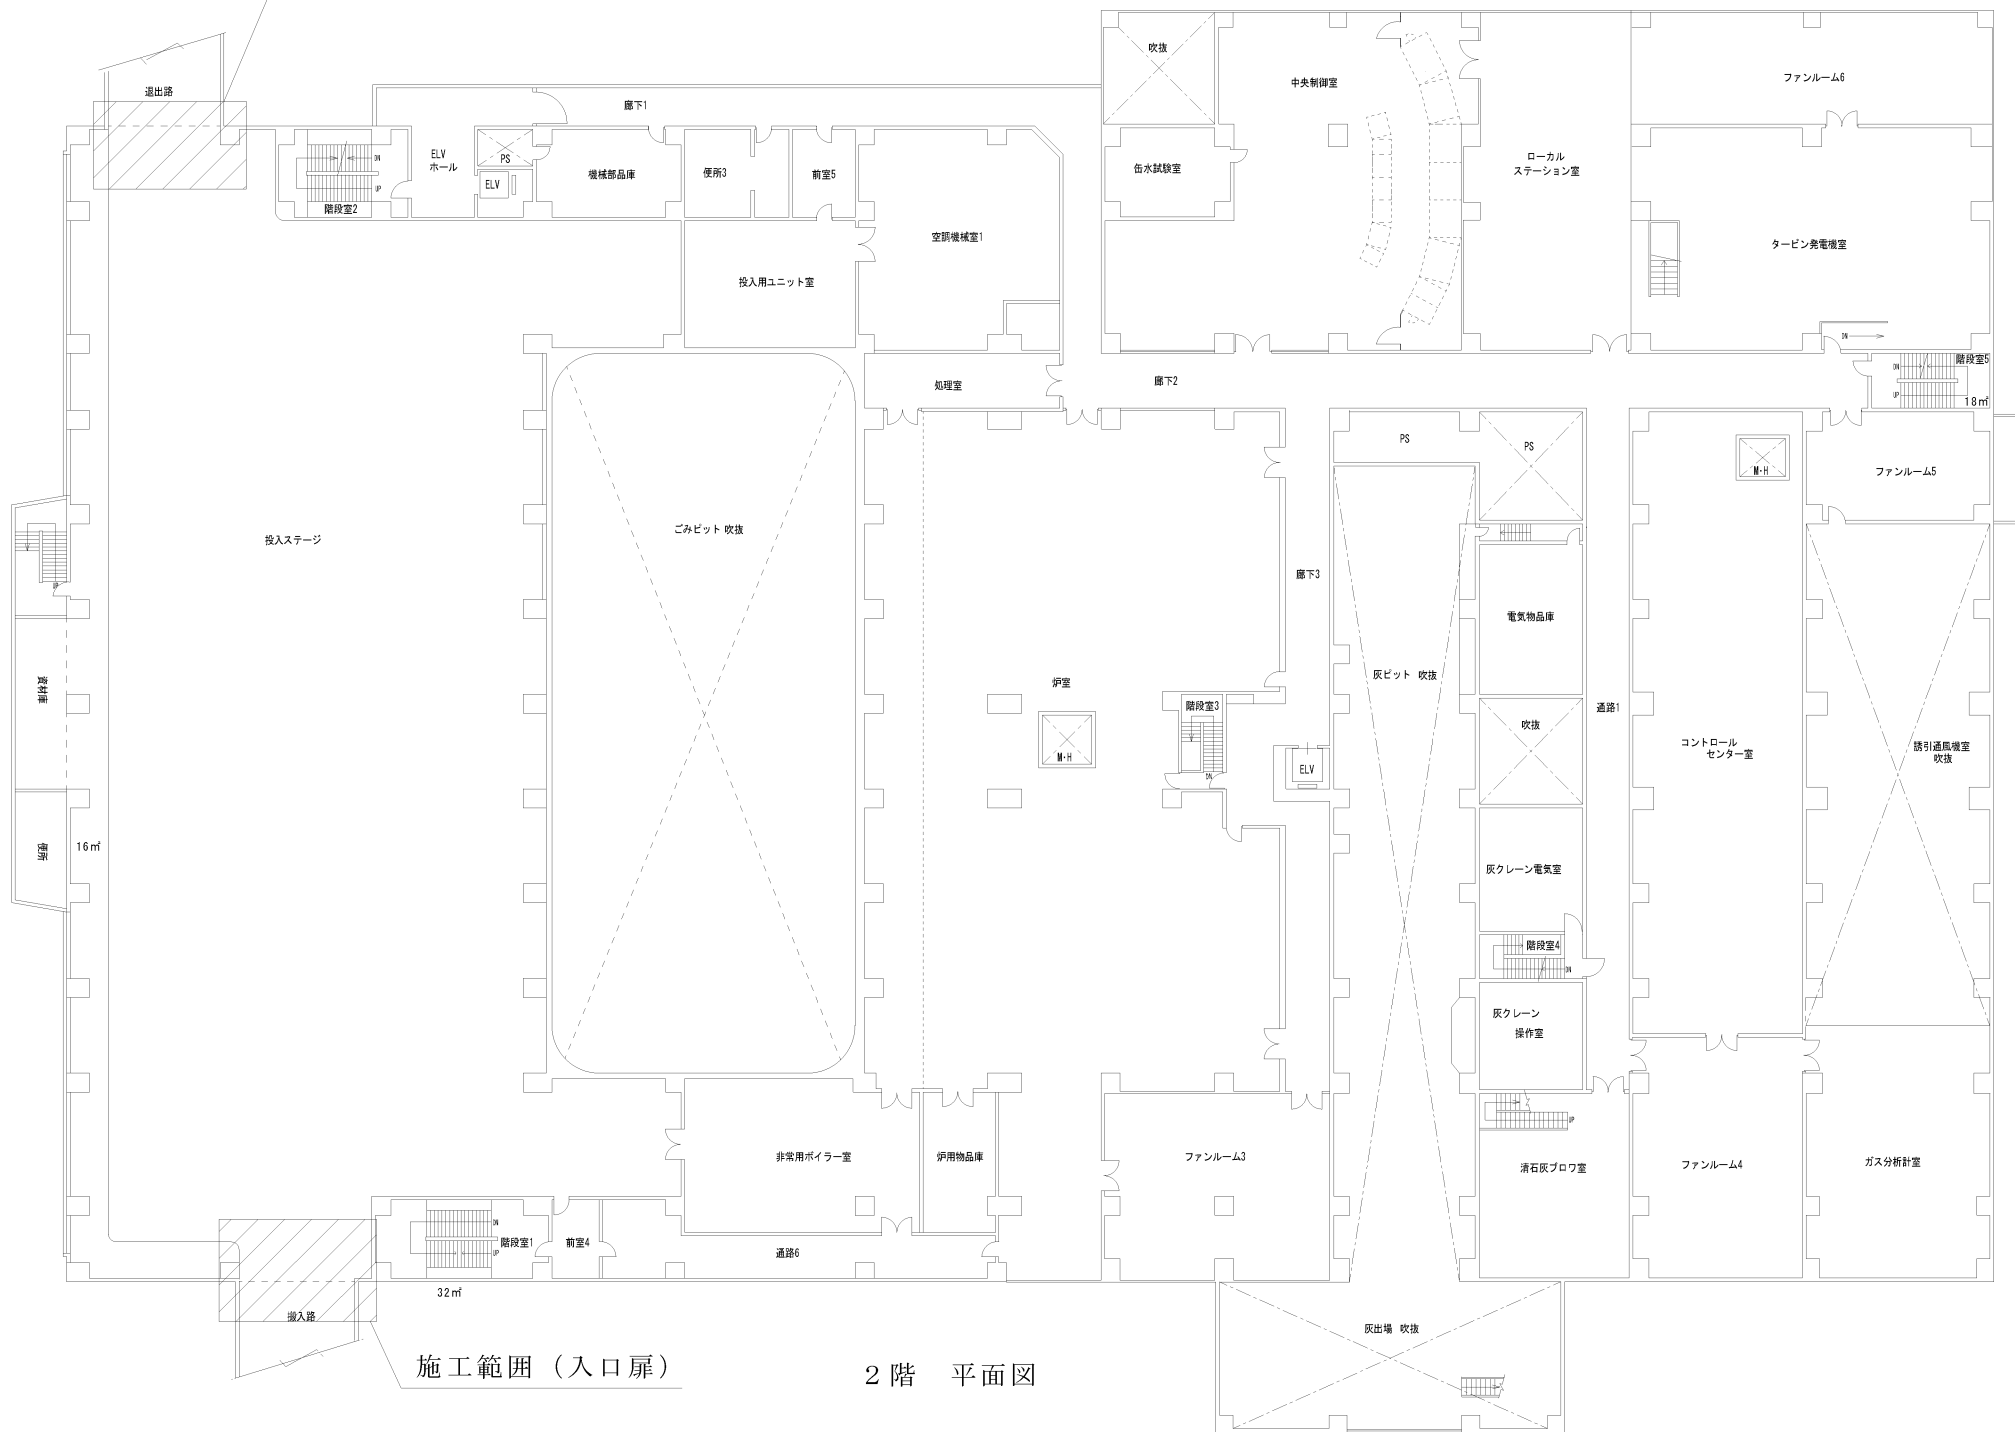 吹抜
中央制御室
ファンルーム6
退出路
廊下1
ELV
ホール
PS
ELV
機械部品庫
便所3
前室5
缶水試験室
ローカル
ステーション室
DN
UP
階段室2
空調機械室1
タービン発電機室
投入用ユニット室
DN
処理室
廊下2
階段室5
DN
UP
18㎡
PS
PS
M・H
ファンルーム5
投入ステージ
ごみピット 吹抜
UP
廊下3
電気物品庫
資材庫
炉室
灰ピット 吹抜
階段室3
通路1
吹抜
M・H
DN
ELV
コントロール
センター室
誘引通風機室
吹抜
便所
16㎡
灰クレーン電気室
階段室4
DN
灰クレーン
操作室
非常用ボイラー室
炉用物品庫
ファンルーム3
UP
消石灰ブロワ室
ファンルーム4
ガス分析計室
DN
UP
階段室1
前室4
通路6
32㎡
搬入路
灰出場 吹抜
施工範囲（入口扉）
２階 平面図